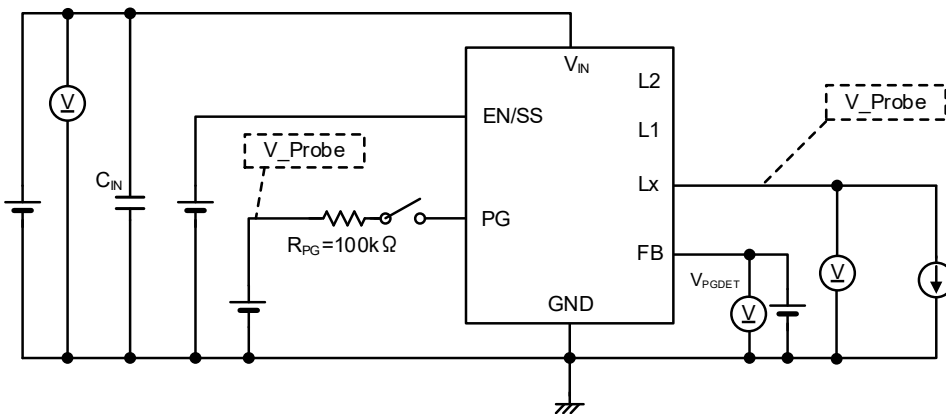 V_IN
L2
V
EN/SS
L1
V_Probe
V_Probe
C_IN
Lx
PG
R_PG=100kΩ
FB
V
V_PGDET
GND
V